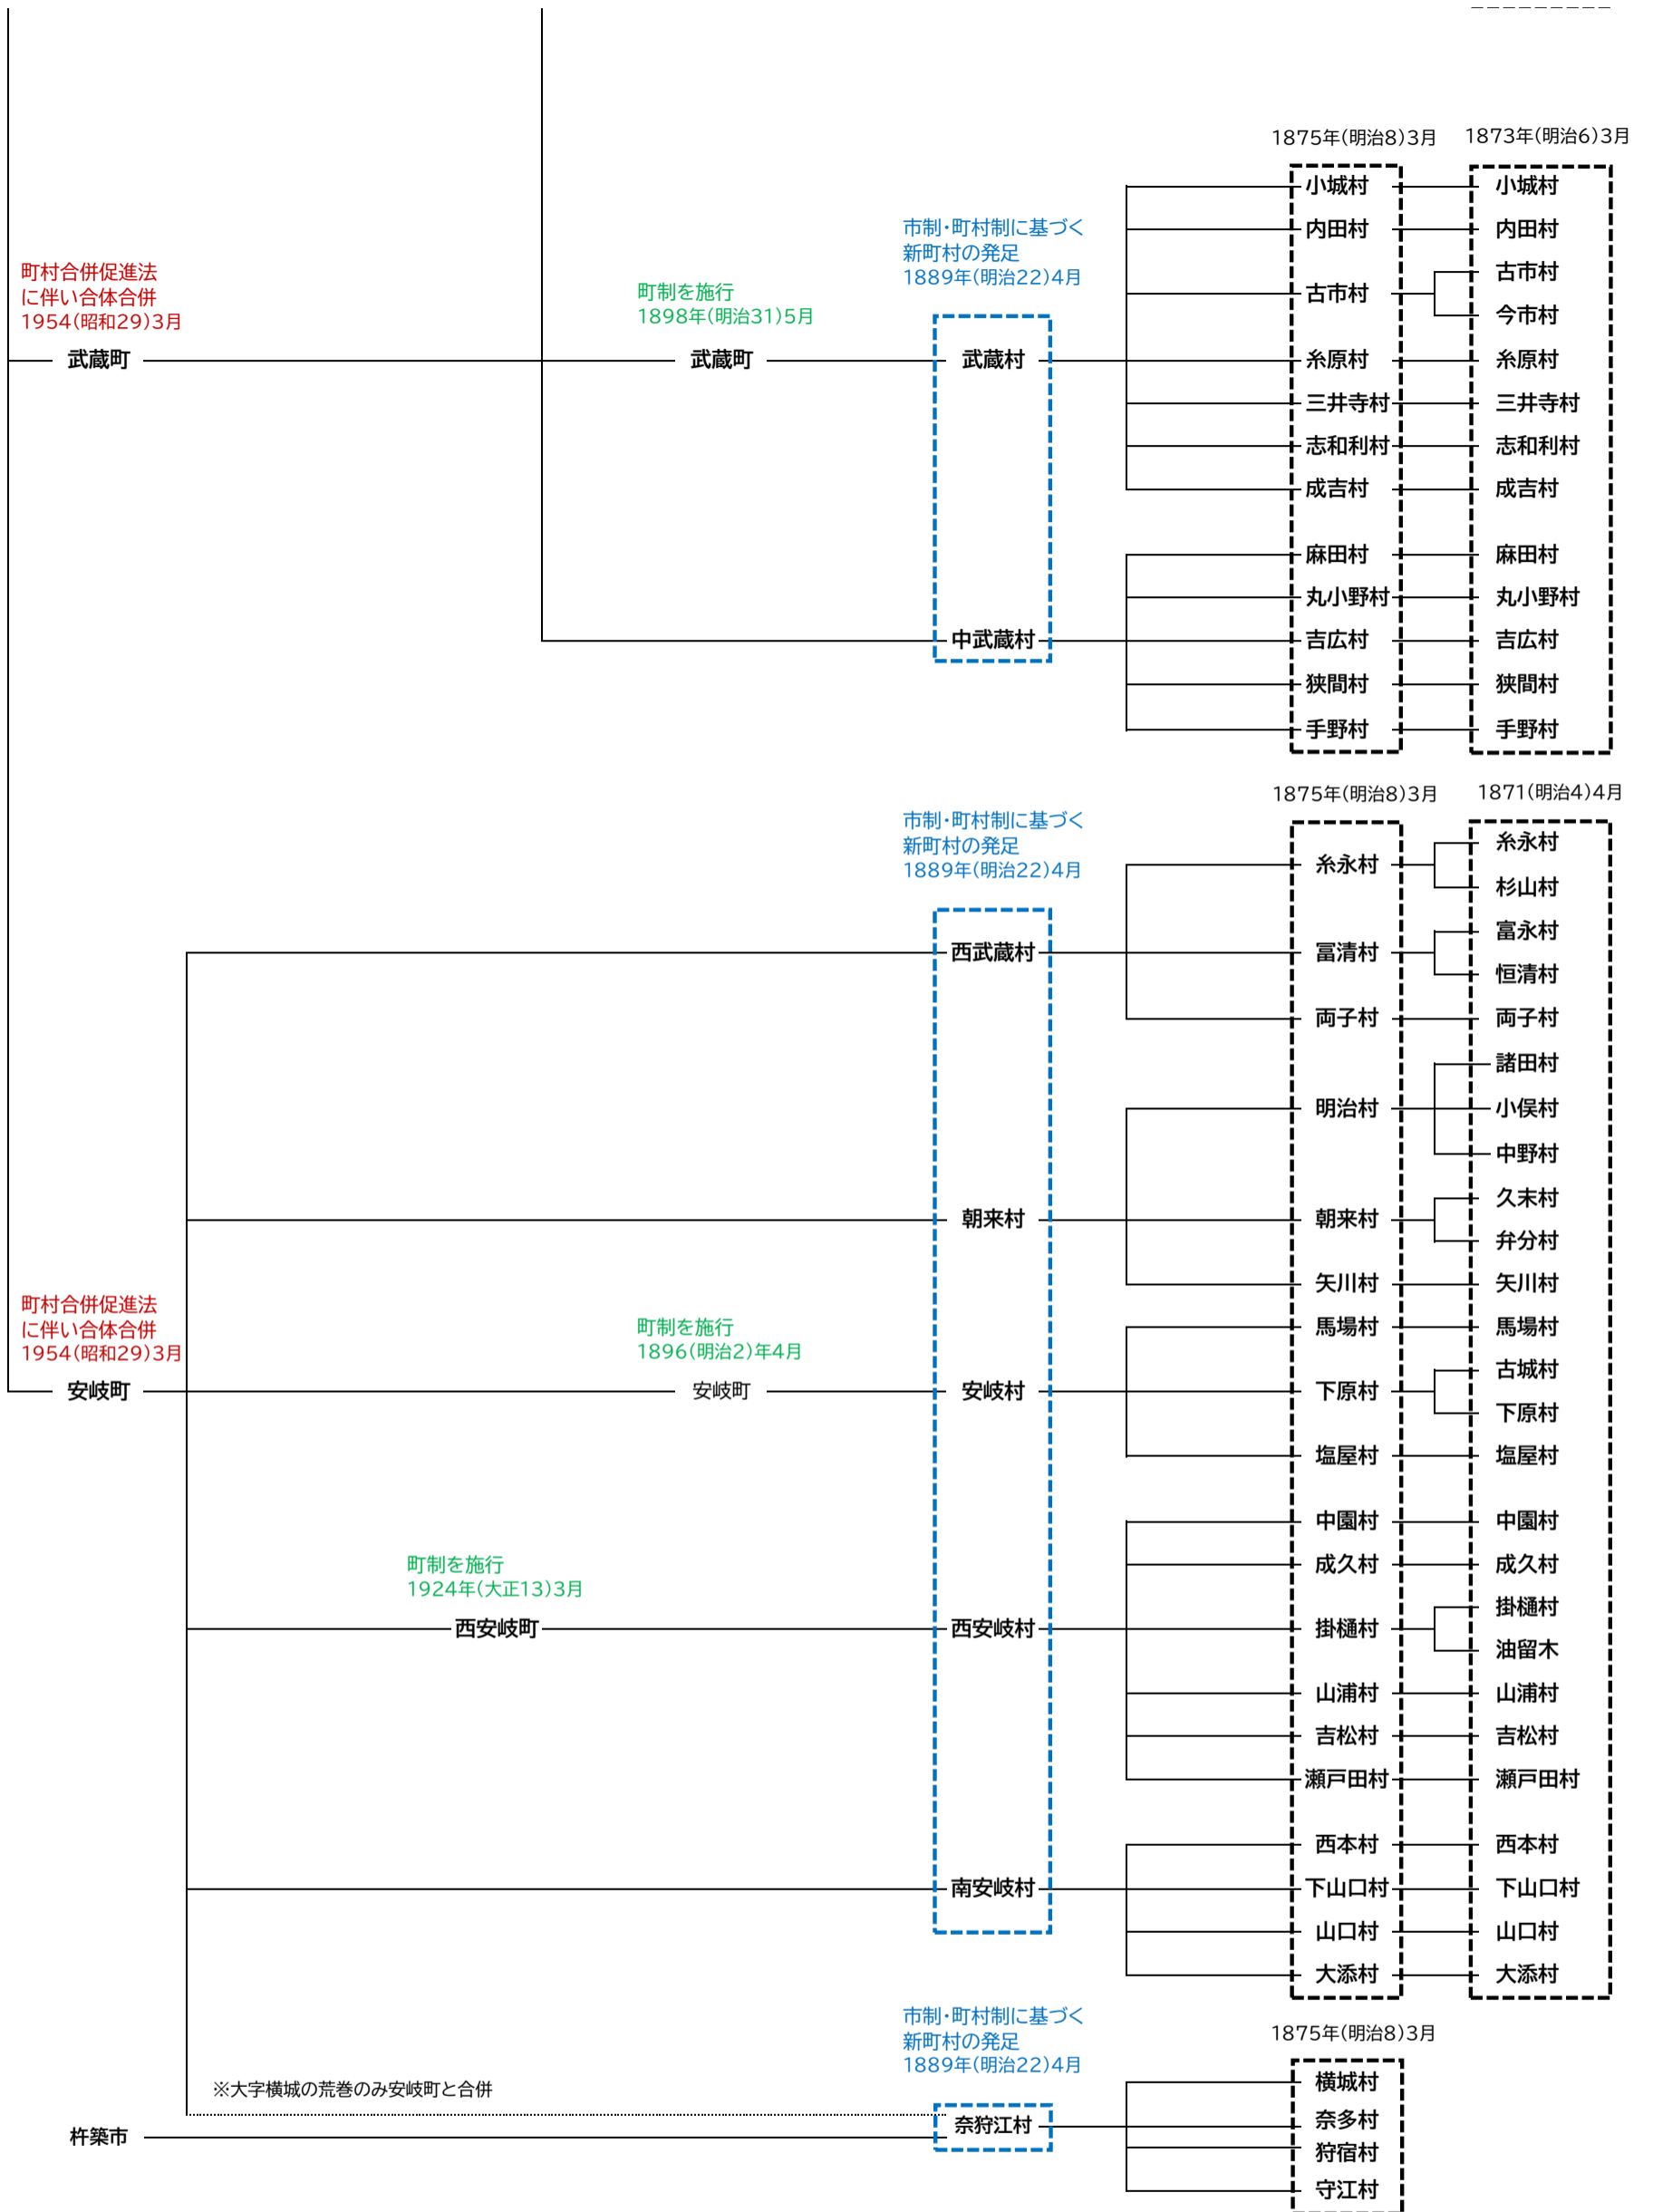 1875年(明治8)3月
1873年(明治6)3月
町村合併促進法
に伴い合体合併
1954(昭和29)3月
武蔵町
町制を施行
1898年(明治31)5月
武蔵町
市制・町村制に基づく
新町村の発足
1889年(明治22)4月
武蔵村
中武蔵村
小城村
内田村
古市村
糸原村
三井寺村
志和利村
成吉村
麻田村
丸小野村
吉広村
狭間村
手野村
小城村
内田村
古市村
今市村
糸原村
三井寺村
志和利村
成吉村
麻田村
丸小野村
吉広村
狭間村
手野村
1875年(明治8)3月
1871(明治4)4月
市制・町村制に基づく
新町村の発足
1889年(明治22)4月
町村合併促進法
に伴い合体合併
1954(昭和29)3月
安岐町
町制を施行
1896(明治2)年4月
安岐町
町制を施行
1924年(大正13)3月
西安岐町
西武蔵村
朝来村
安岐村
西安岐村
南安岐村
糸永村
冨清村
両子村
明治村
朝来村
矢川村
馬場村
下原村
塩屋村
中園村
成久村
掛樋村
山浦村
吉松村
瀬戸田村
西本村
下山口村
山口村
大添村
糸永村
杉山村
富永村
恒清村
両子村
諸田村
小俣村
中野村
久末村
弁分村
矢川村
馬場村
古城村
下原村
塩屋村
中園村
成久村
掛樋村
油留木
山浦村
吉松村
瀬戸田村
西本村
下山口村
山口村
大添村
市制・町村制に基づく
新町村の発足
1889年(明治22)4月
1875年(明治8)3月
※大字横城の荒巻のみ安岐町と合併
杵築市
奈狩江村
横城村
奈多村
狩宿村
守江村